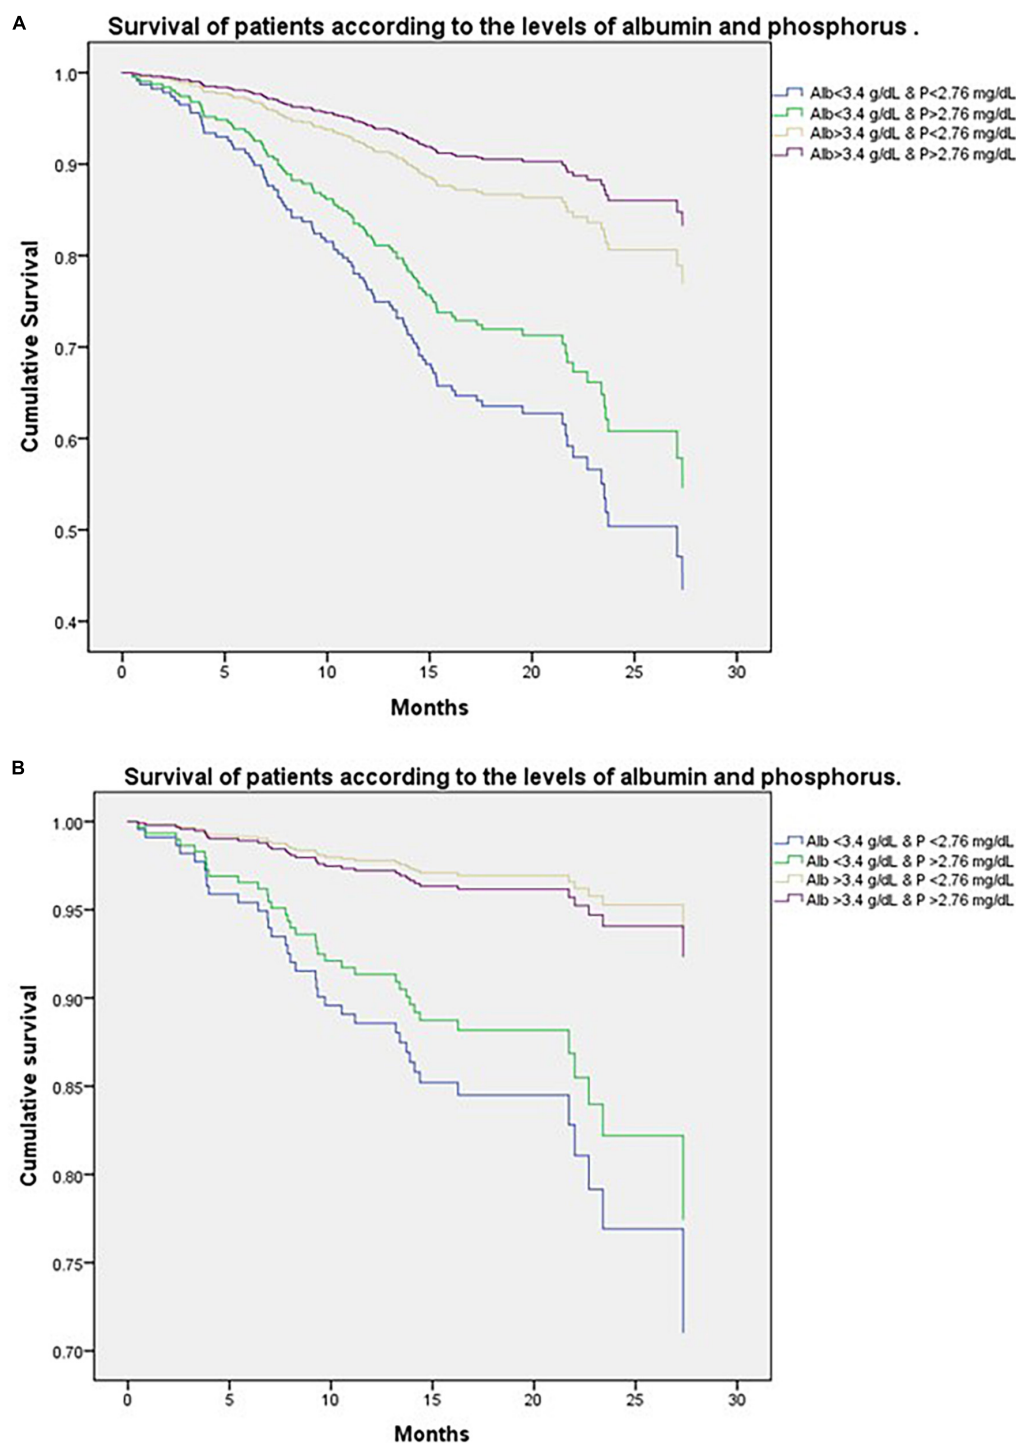 A
Survival of patients according to the levels of albumin and phosphorus .
1.0
0.9
0.8
0.7
0.6
0.5
0.4
Cumulative Survival
0 5 10 15 20 25 30
Months
Alb<3.4 g/dL & P<2.76 mg/dL
Alb<3.4 g/dL & P>2.76 mg/dL
Alb>3.4 g/dL & P<2.76 mg/dL
Alb>3.4 g/dL & P>2.76 mg/dL
B
Survival of patients according to the levels of albumin and phosphorus.
1.00
0.95
0.90
0.85
0.80
0.75
0.70
Cumulative survival
0 5 10 15 20 25 30
Months
Alb <3.4 g/dL & P <2.76 mg/dL
Alb <3.4 g/dL & P >2.76 mg/dL
Alb >3.4 g/dL & P <2.76 mg/dL
Alb >3.4 g/dL & P >2.76 mg/dL